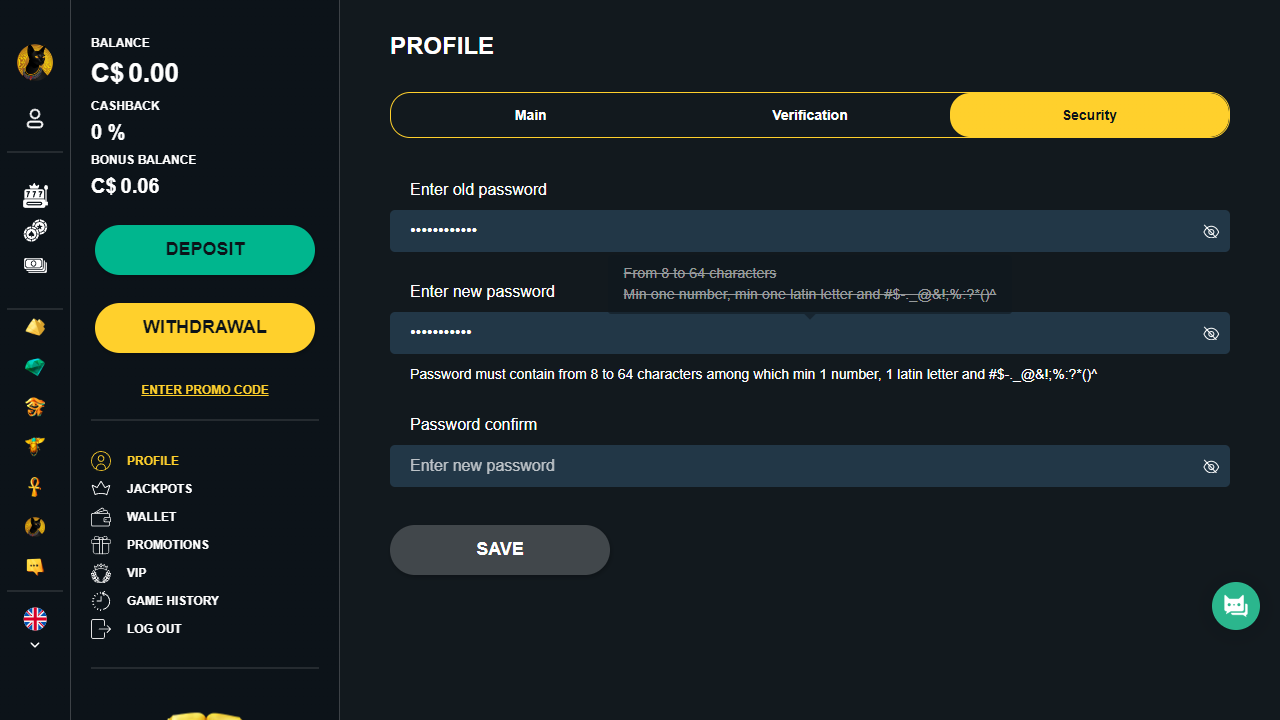 BALANCE
C$ 0.00
CASHBACK
0 %
BONUS BALANCE
C$ 0.06
DEPOSIT
WITHDRAWAL
ENTER PROMO CODE
PROFILE
JACKPOTS
WALLET
PROMOTIONS
VIP
GAME HISTORY
LOG OUT
PROFILE
Main
Verification
Security
Enter old password
••••••••••••
From 8 to 64 characters
Min one number, min one latin letter and #$-._@&!;%:?*()^
Enter new password
•••••••••••
Password must contain from 8 to 64 characters among which min 1 number, 1 latin letter and #$-._@&!;%:?*()^
Password confirm
Enter new password
SAVE